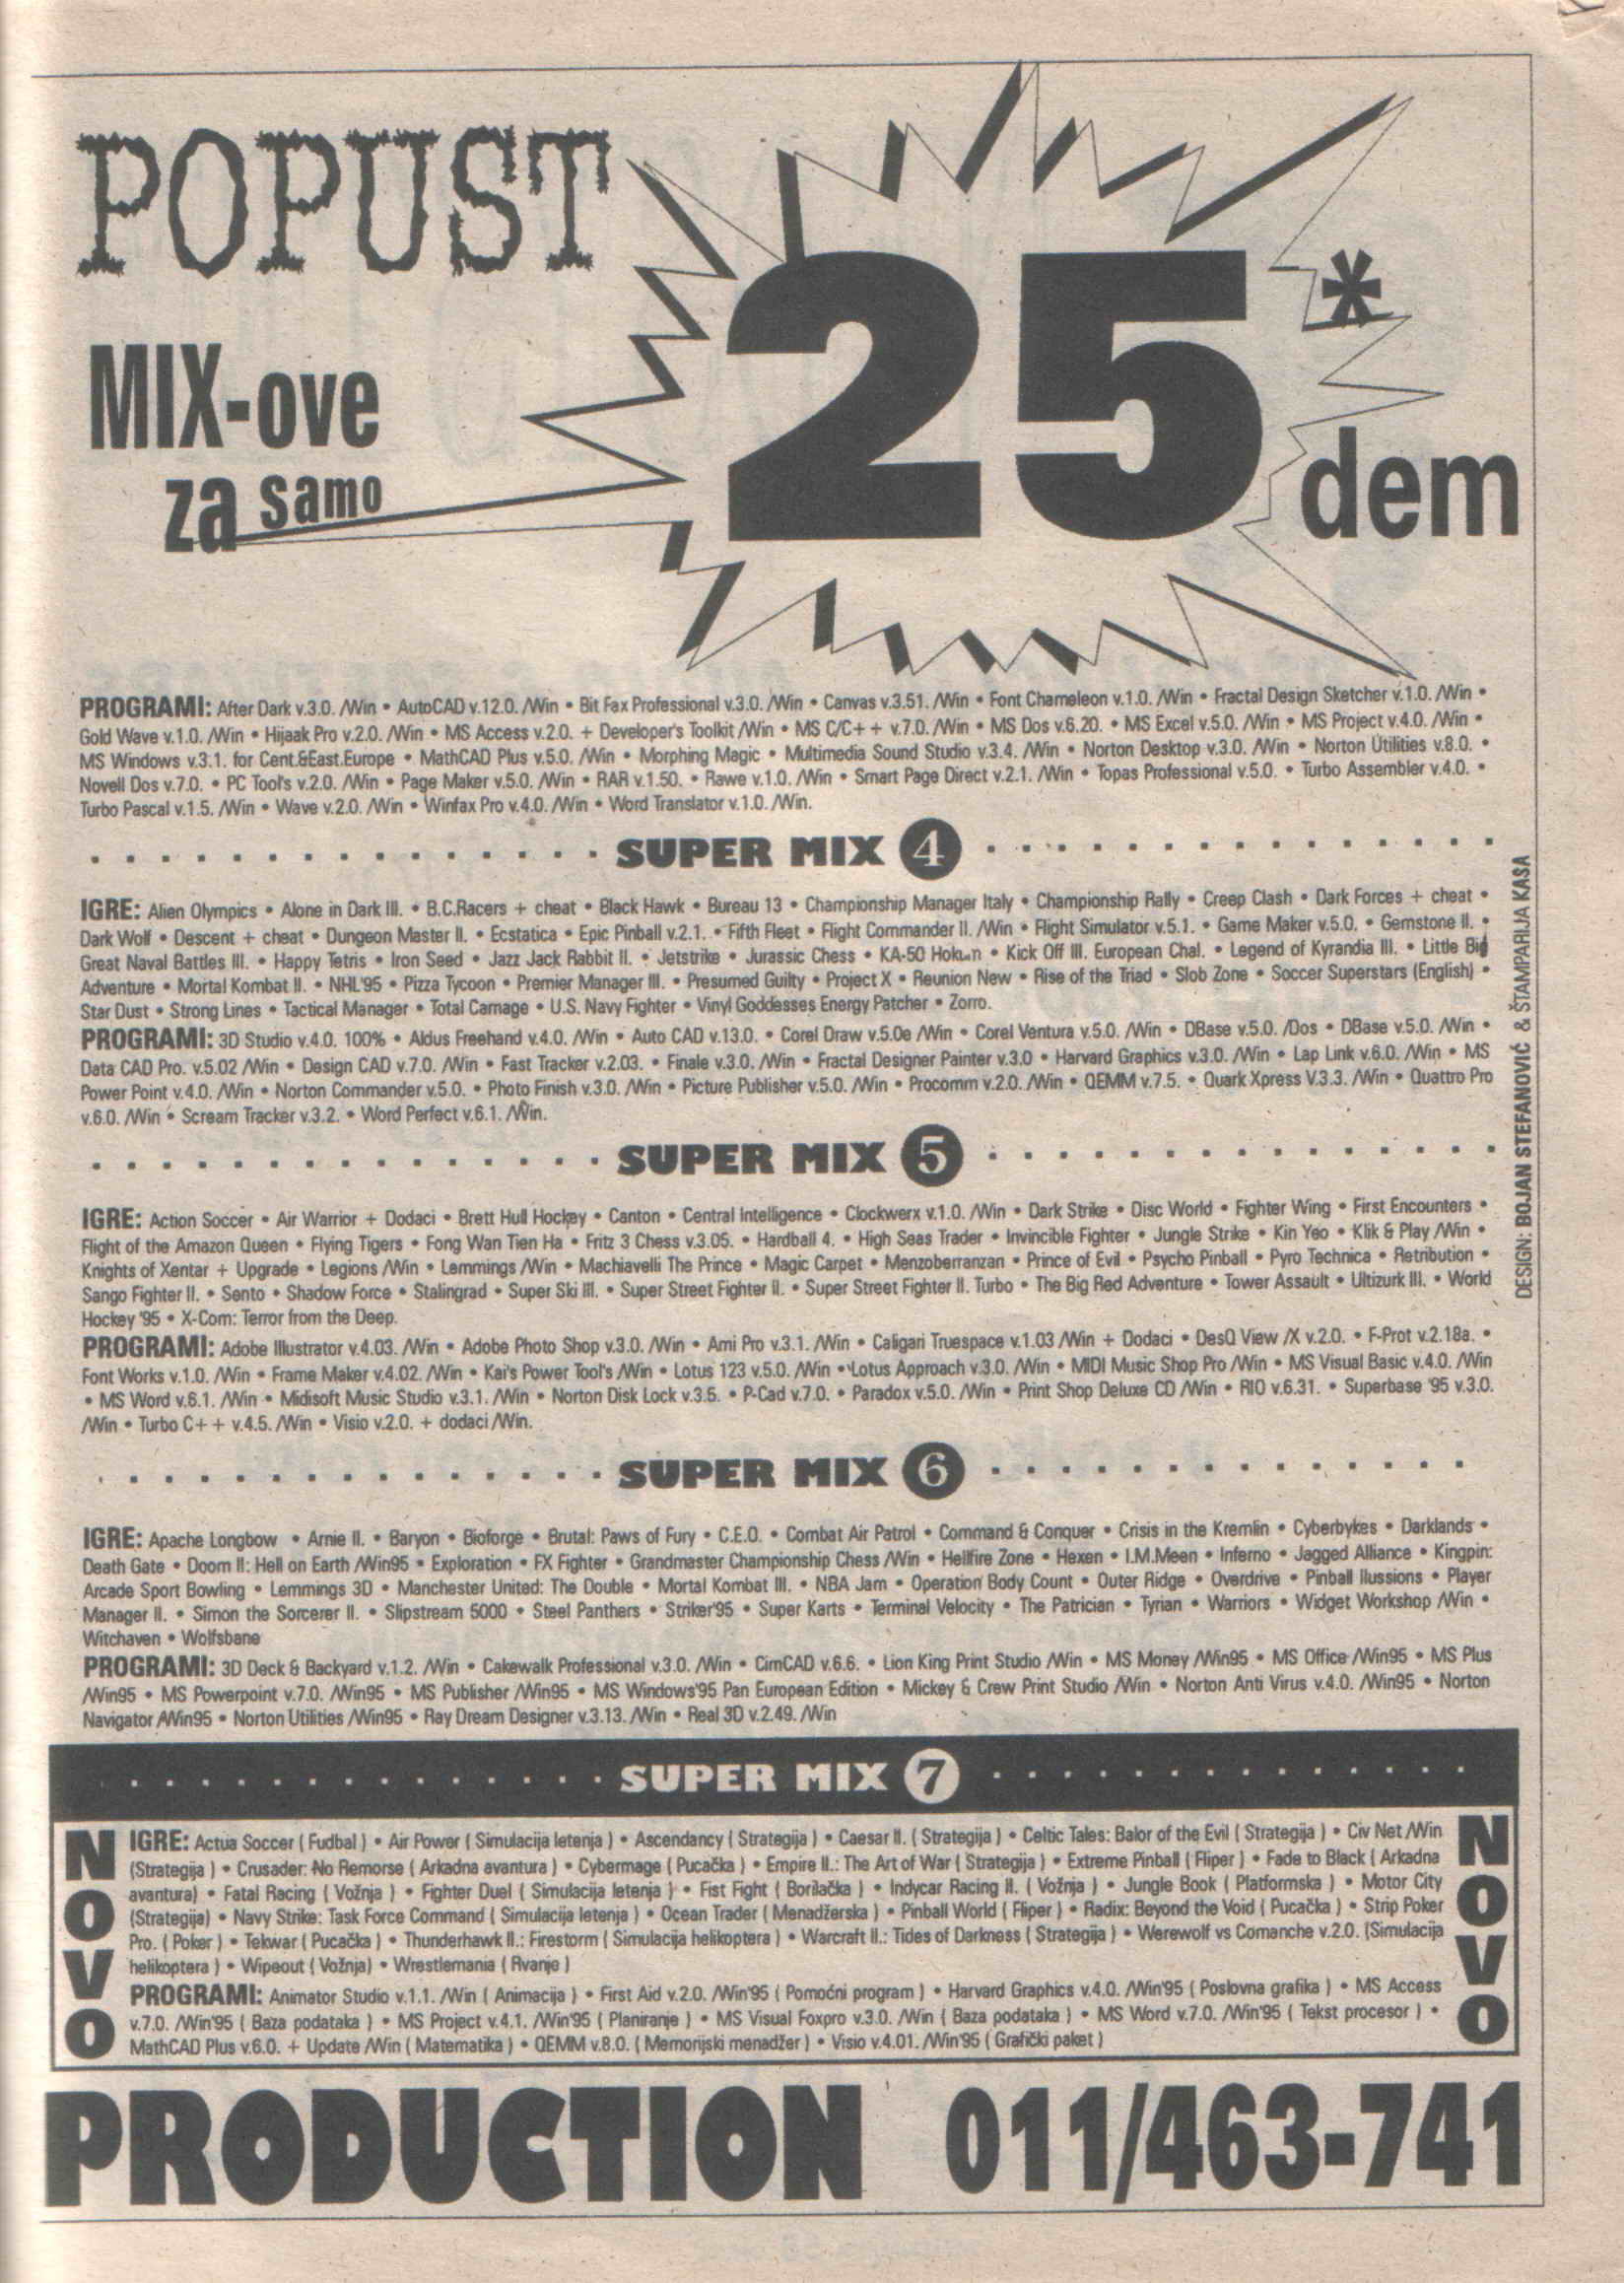 POPUST
MIX-ove
za samo
25*
dem
PROGRAMI: After Dark v.3.0. /Win • AutoCAD v.12.0. /Win • Bit Fax Professional v.3.0. /Win • Canvas v.3.51. /Win • Font Chameleon v.1.0. /Win • Fractal Design Sketcher v.1.0. /Win •
Gold Wave v.1.0. /Win • Hijaak Pro v.2.0. /Win • MS Access v.2.0. + Developer's Toolkit /Win • MS C/C++ v.7.0. /Win • MS Dos v.6.20. • MS Excel v.5.0. /Win • MS Project v.4.0. /Win •
MS Windows v.3.1. for Cent.&East.Europe • MathCAD Plus v.5.0. /Win • Morphing Magic • Multimedia Sound Studio v.3.4. /Win • Norton Desktop v.3.0. /Win • Norton Utilities v.8.0. •
Novell Dos v.7.0. • PC Tool's v.2.0. /Win • Page Maker v.5.0. /Win • RAR v.1.50. • Rawe v.1.0. /Win • Smart Page Direct v.2.1. /Win • Topas Professional v.5.0. • Turbo Assembler v.4.0. •
Turbo Pascal v.1.5. /Win • Wave v.2.0. /Win • Winfax Pro v.4.0. /Win • Word Translator v.1.0. /Win.
SUPER MIX 4
IGRE: Alien Olympics • Alone in Dark III. • B.C.Racers + cheat • Black Hawk • Bureau 13 • Championship Manager Italy • Championship Rally • Creep Clash • Dark Forces + cheat •
Dark Wolf • Descent + cheat • Dungeon Master II. • Ecstatica • Epic Pinball v.2.1. • Fifth Fleet • Flight Commander II. /Win • Flight Simulator v.5.1. • Game Maker v.5.0. • Gemstone II. •
Great Naval Battles III. • Happy Tetris • Iron Seed • Jazz Jack Rabbit II. • Jetstrike • Jurassic Chess • KA-50 Hokum • Kick Off III. European Chal. • Legend of Kyrandia III. • Little Big
Adventure • Mortal Kombat II. • NHL'95 • Pizza Tycoon • Premier Manager III. • Presumed Guilty • Project X • Reunion New • Rise of the Triad • Slob Zone • Soccer Superstars (English) •
Star Dust • Strong Lines • Tactical Manager • Total Carnage • U.S. Navy Fighter • Vinyl Goddesses Energy Patcher • Zorro.
PROGRAMI: 3D Studio v.4.0. 100% • Aldus Freehand v.4.0. /Win • Auto CAD v.13.0. • Corel Draw v.5.0e /Win • Corel Ventura v.5.0. /Win • DBase v.5.0. /Dos • DBase v.5.0. /Win •
Data CAD Pro. v.5.02 /Win • Design CAD v.7.0. /Win • Fast Tracker v.2.03. • Finale v.3.0. /Win • Fractal Designer Painter v.3.0 • Harvard Graphics v.3.0. /Win • Lap Link v.6.0. /Win • MS
Power Point v.4.0. /Win • Norton Commander v.5.0. • Photo Finish v.3.0. /Win • Picture Publisher v.5.0. /Win • Procomm v.2.0. /Win • QEMM v.7.5. • Quark Xpress V.3.3. /Win • Quattro Pro
v.6.0. /Win • Scream Tracker v.3.2. • Word Perfect v.6.1. /Win.
SUPER MIX 5
IGRE: Action Soccer • Air Warrior + Dodaci • Brett Hull Hockey • Canton • Central Intelligence • Clockwerx v.1.0. /Win • Dark Strike • Disc World • Fighter Wing • First Encounters •
Flight of the Amazon Queen • Flying Tigers • Fong Wan Tien Ha • Fritz 3 Chess v.3.05. • Hardball 4. • High Seas Trader • Invincible Fighter • Jungle Strike • Kin Yeo • Klik & Play /Win •
Knights of Xentar + Upgrade • Legions /Win • Lemmings /Win • Machiavelli The Prince • Magic Carpet • Menzoberranzan • Prince of Evil • Psycho Pinball • Pyro Technica • Retribution •
Sango Fighter II. • Sento • Shadow Force • Stalingrad • Super Ski III. • Super Street Fighter II. • Super Street Fighter II. Turbo • The Big Red Adventure • Tower Assault • Ultizurk III. • World
Hockey '95 • X-Com: Terror from the Deep.
PROGRAMI: Adobe Illustrator v.4.03. /Win • Adobe Photo Shop v.3.0. /Win • Ami Pro v.3.1. /Win • Caligari Truespace v.1.03 /Win + Dodaci • DesQ View /X v.2.0. • F-Prot v.2.18a. •
Font Works v.1.0. /Win • Frame Maker v.4.02. /Win • Kai's Power Tool's /Win • Lotus 123 v.5.0. /Win • Lotus Approach v.3.0. /Win • MIDI Music Shop Pro /Win • MS Visual Basic v.4.0. /Win
• MS Word v.6.1. /Win • Midisoft Music Studio v.3.1. /Win • Norton Disk Lock v.3.5. • P-Cad v.7.0. • Paradox v.5.0. /Win • Print Shop Deluxe CD /Win • RIO v.6.31. • Superbase '95 v.3.0.
/Win • Turbo C++ v.4.5. /Win • Visio v.2.0. + dodaci /Win.
SUPER MIX 6
IGRE: Apache Longbow • Arnie II. • Baryon • Bioforge • Brutal: Paws of Fury • C.E.O. • Combat Air Patrol • Command & Conquer • Crisis in the Kremlin • Cyberbykes • Darklands •
Death Gate • Doom II: Hell on Earth /Win95 • Exploration • FX Fighter • Grandmaster Championship Chess /Win • Hellfire Zone • Hexen • I.M.Meen • Inferno • Jagged Alliance • Kingpin:
Arcade Sport Bowling • Lemmings 3D • Manchester United: The Double • Mortal Kombat III. • NBA Jam • Operation Body Count • Outer Ridge • Overdrive • Pinball Ilussions • Player
Manager II. • Simon the Sorcerer II. • Slipstream 5000 • Steel Panthers • Striker'95 • Super Karts • Terminal Velocity • The Patrician • Tyrian • Warriors • Widget Workshop /Win •
Witchaven • Wolfsbane
PROGRAMI: 3D Deck & Backyard v.1.2. /Win • Cakewalk Professional v.3.0. /Win • CimCAD v.6.6. • Lion King Print Studio /Win • MS Money /Win95 • MS Office /Win95 • MS Plus
/Win95 • MS Powerpoint v.7.0. /Win95 • MS Publisher /Win95 • MS Windows'95 Pan European Edition • Mickey & Crew Print Studio /Win • Norton Anti Virus v.4.0. /Win95 • Norton
Navigator /Win95 • Norton Utilities /Win95 • Ray Dream Designer v.3.13. /Win • Real 3D v.2.49. /Win
SUPER MIX 7
NOVO
IGRE: Actua Soccer ( Fudbal ) • Air Power ( Simulacija letenja ) • Ascendancy ( Strategija ) • Caesar II. ( Strategija ) • Celtic Tales: Balor of the Evil ( Strategija ) • Civ Net /Win
(Strategija ) • Crusader: No Remorse ( Arkadna avantura ) • Cybermage ( Pucačka ) • Empire II.: The Art of War ( Strategija ) • Extreme Pinball ( Fliper ) • Fade to Black ( Arkadna
avantura) • Fatal Racing ( Vožnja ) • Fighter Duel ( Simulacija letenja ) • Fist Fight ( Borilačka ) • Indycar Racing II. ( Vožnja ) • Jungle Book ( Platformska ) • Motor City
(Strategija) • Navy Strike: Task Force Command ( Simulacija letenja ) • Ocean Trader ( Menadžerska ) • Pinball World ( Fliper ) • Radix: Beyond the Void ( Pucačka ) • Strip Poker
Pro. ( Poker ) • Tekwar ( Pucačka ) • Thunderhawk II.: Firestorm ( Simulacija helikoptera ) • Warcraft II.: Tides of Darkness ( Strategija ) • Werewolf vs Comanche v.2.0. (Simulacija
helikoptera ) • Wipeout ( Vožnja) • Wrestlemania ( Rvanje )
PROGRAMI: Animator Studio v.1.1. /Win ( Animacija ) • First Aid v.2.0. /Win'95 ( Pomoćni program ) • Harvard Graphics v.4.0. /Win'95 ( Poslovna grafika ) • MS Access
v.7.0. /Win'95 ( Baza podataka ) • MS Project v.4.1. /Win'95 ( Planiranje ) • MS Visual Foxpro v.3.0. /Win ( Baza podataka ) • MS Word v.7.0. /Win'95 ( Tekst procesor ) •
MathCAD Plus v.6.0. + Update /Win ( Matematika ) • QEMM v.8.0. ( Memorijski menadžer ) • Visio v.4.01. /Win'95 ( Grafički paket )
NOVO
PRODUCTION 011/463-741
DESIGN: BOJAN STEFANOVIĆ & ŠTAMPARIJA KASA